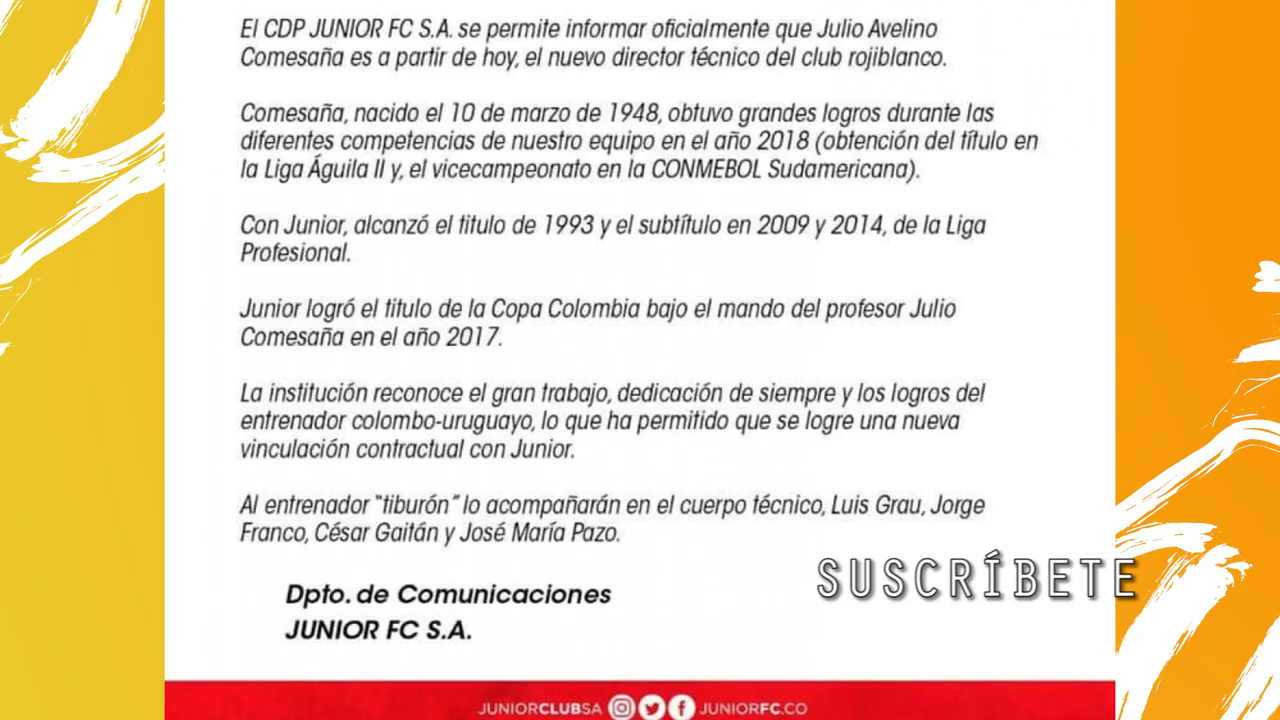 El CDP JUNIOR FC S.A. se permite informar oficialmente que Julio Avelino
Comesaña es a partir de hoy, el nuevo director técnico del club rojiblanco.
Comesaña, nacido el 10 de marzo de 1948, obtuvo grandes logros durante las
diferentes competencias de nuestro equipo en el año 2018 (obtención del título en
la Liga Águila II y, el vicecampeonato en la CONMEBOL Sudamericana).
Con Junior, alcanzó el titulo de 1993 y el subtítulo en 2009 y 2014, de la Liga
Profesional.
Junior logró el titulo de la Copa Colombia bajo el mando del profesor Julio
Comesaña en el año 2017.
La institución reconoce el gran trabajo, dedicación de siempre y los logros del
entrenador colombo-uruguayo, lo que ha permitido que se logre una nueva
vinculación contractual con Junior.
Al entrenador "tiburón" lo acompañarán en el cuerpo técnico, Luis Grau, Jorge
Franco, César Gaitán y José María Pazo.
SUSCRÍBETE
Dpto. de Comunicaciones
JUNIOR FC S.A.
JUNIORCLUBSA JUNIORFC.CO